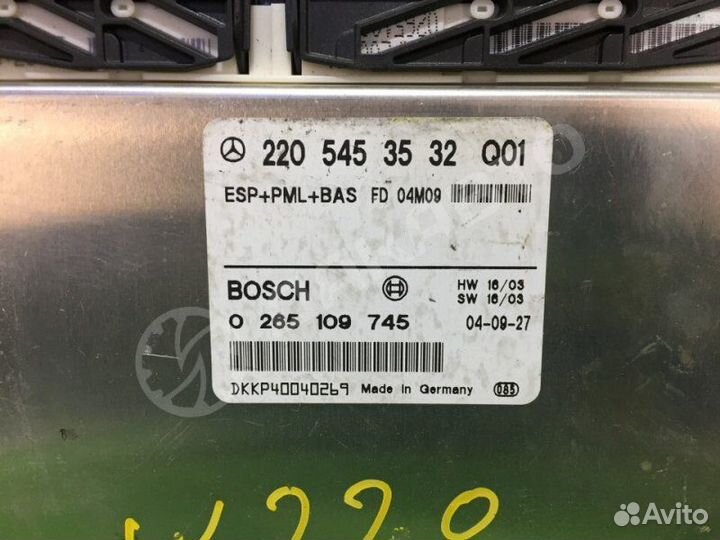 220 545 35 32 Q01
ESP+PML+BAS FD 04M09
BOSCH HW 16/03
SW 16/03
0 265 109 745 04-09-27
DKKP40040269 Made in Germany 085
W220
Avito